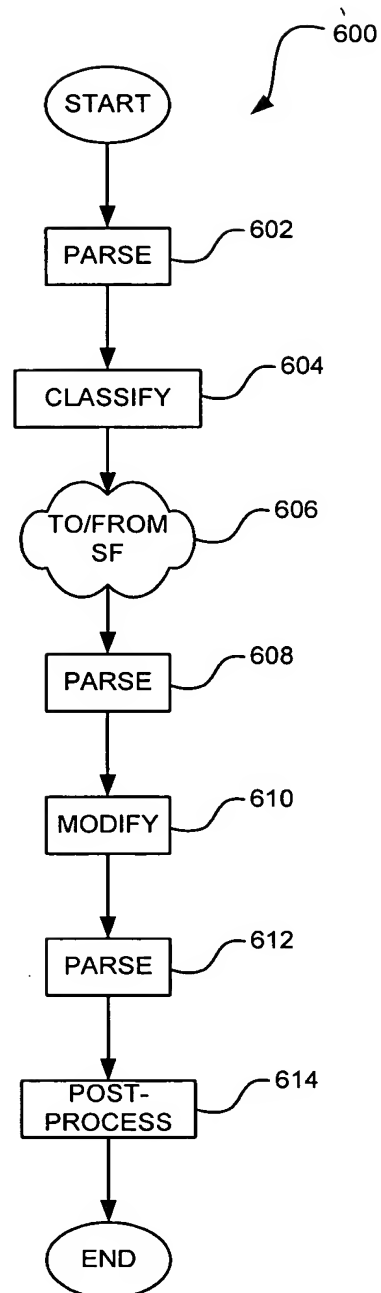 600
START
602
PARSE
604
CLASSIFY
606
TO/FROM
SF
608
PARSE
610
MODIFY
612
PARSE
614
POST-
PROCESS
END